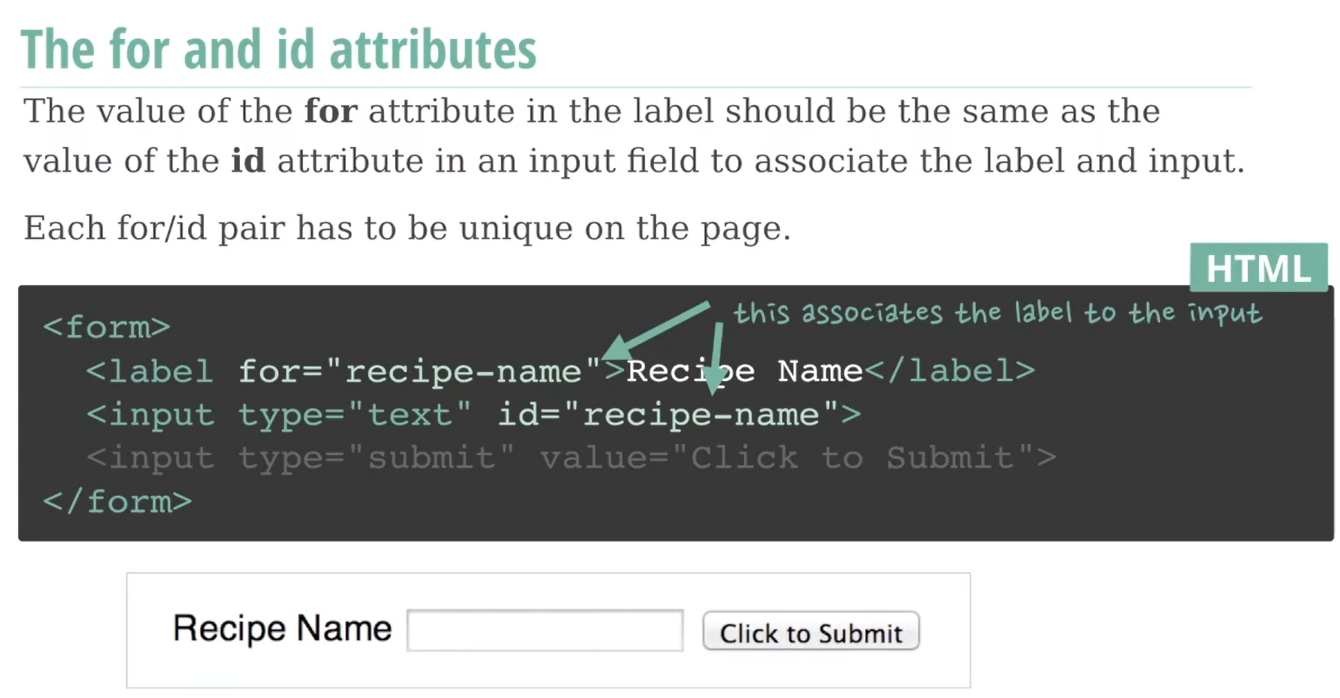 The for and id attributes
The value of the for attribute in the label should be the same as the
value of the id attribute in an input field to associate the label and input.
Each for/id pair has to be unique on the page.
HTML
this associates the label to the input
<form>
<label for="recipe-name">Recipe Name</label>
<input type="text" id="recipe-name">
<input type="submit" value="Click to Submit">
</form>
Recipe Name Click to Submit